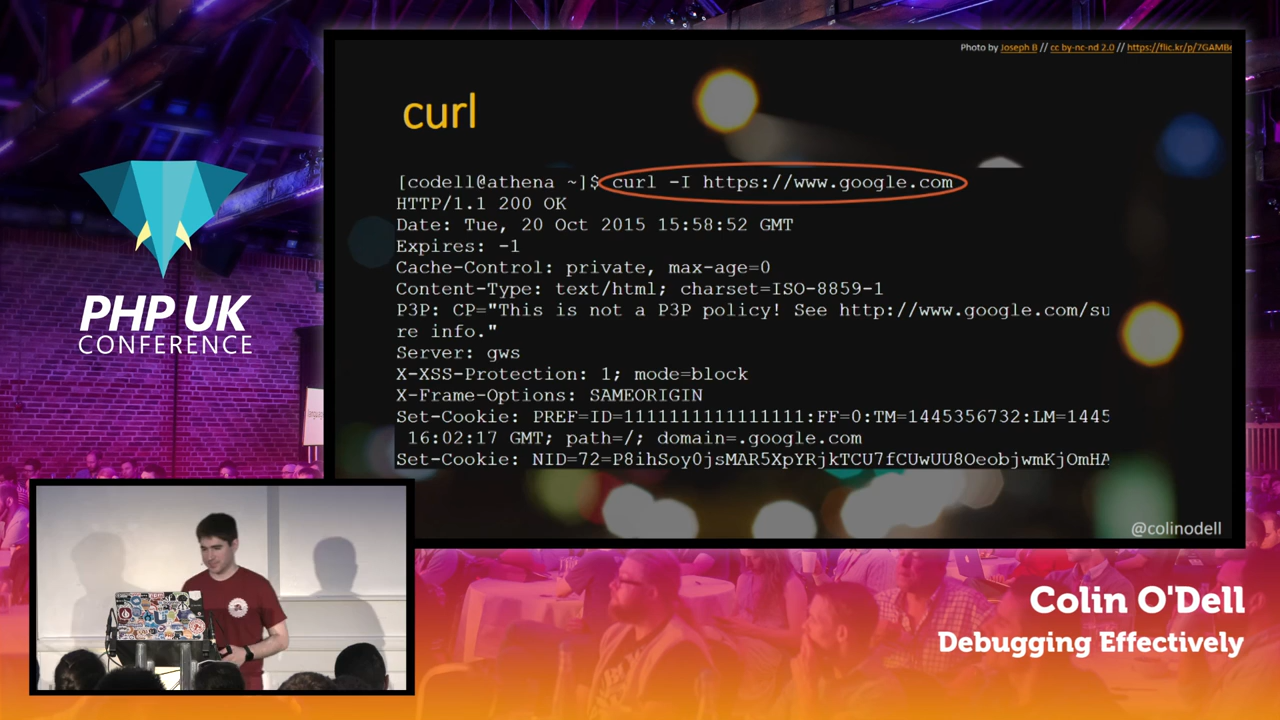 Photo by Joseph B // cc by-nc-nd 2.0 // https://flic.kr/p/7GAMBe
curl
[codell@athena ~]$ curl -I https://www.google.com
HTTP/1.1 200 OK
Date: Tue, 20 Oct 2015 15:58:52 GMT
Expires: -1
Cache-Control: private, max-age=0
Content-Type: text/html; charset=ISO-8859-1
P3P: CP="This is not a P3P policy! See http://www.google.com/su
re info."
Server: gws
X-XSS-Protection: 1; mode=block
X-Frame-Options: SAMEORIGIN
Set-Cookie: PREF=ID=1111111111111111:FF=0:TM=1445356732:LM=1445
16:02:17 GMT; path=/; domain=.google.com
Set-Cookie: NID=72=P8ihSoy0jsMAR5XpYRjkTCU7fCUwUU8OeobjwmKjOmHA
@colinodell
PHP UK
CONFERENCE
Colin O'Dell
Debugging Effectively